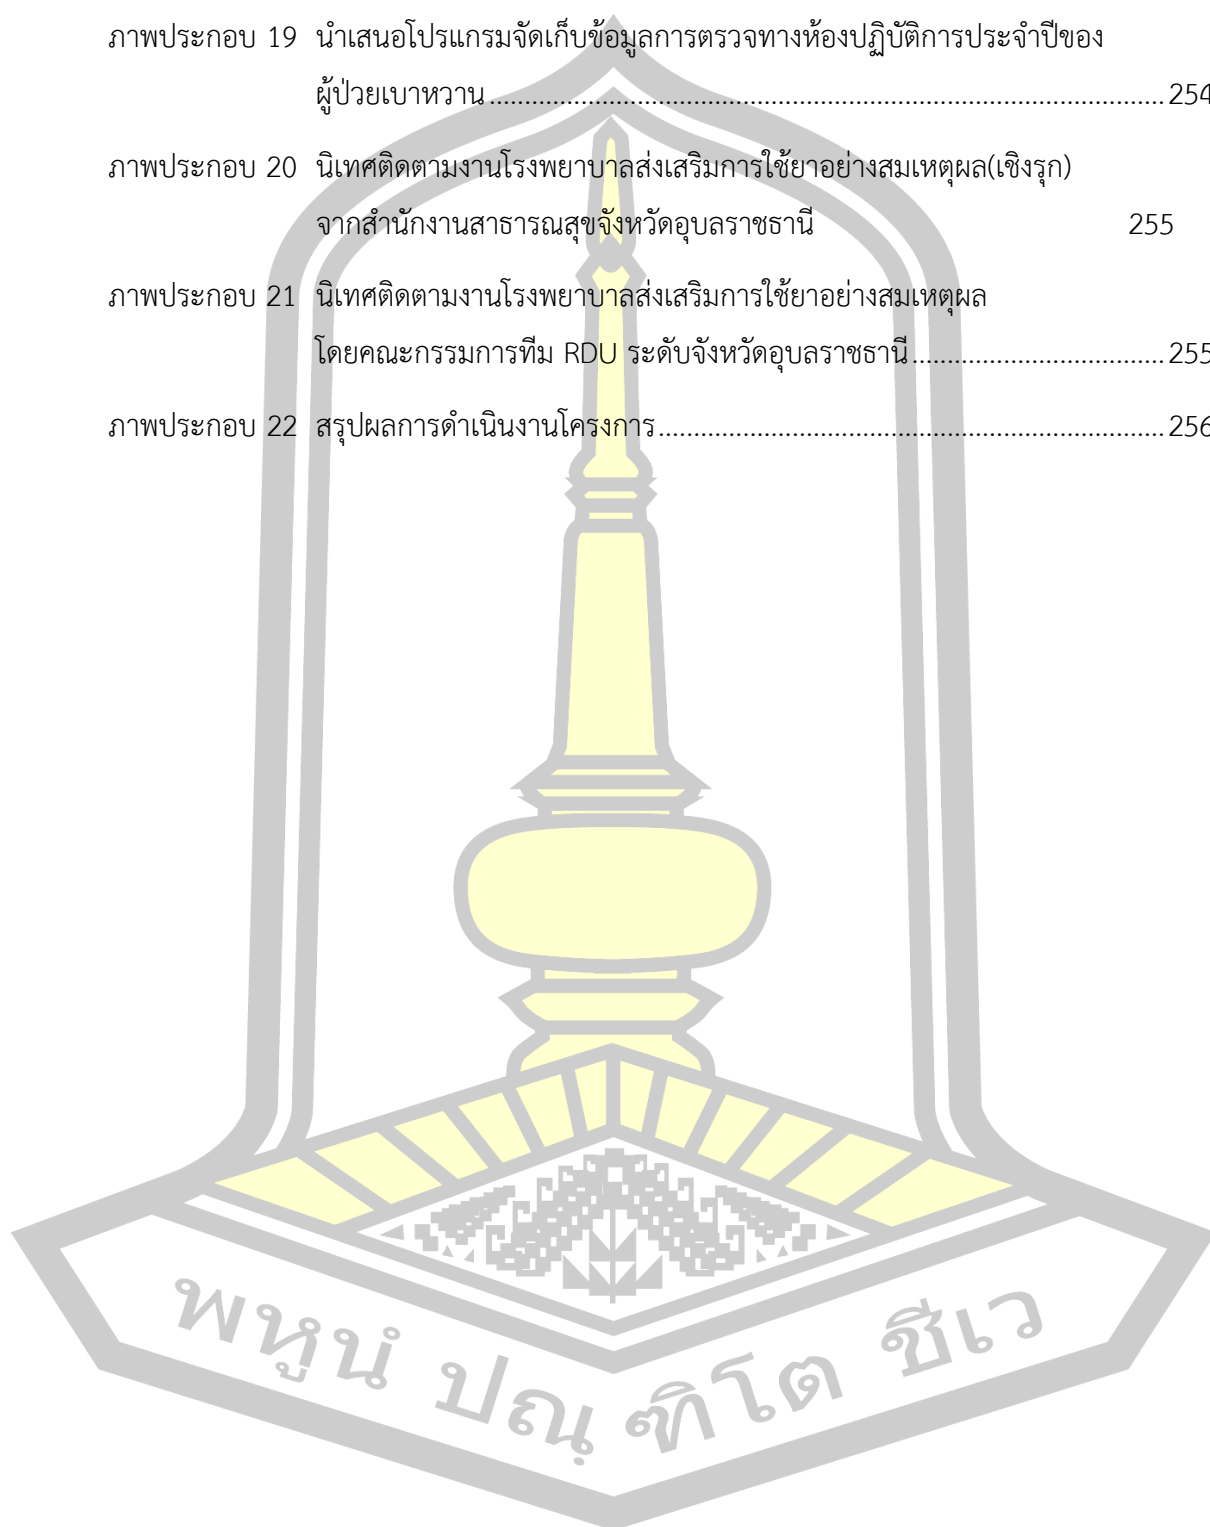 ภาพประกอบ 19 นำเสนอโปรแกรมจัดเก็บข้อมูลการตรวจทางห้องปฏิบัติการประจำปีของ
ผู้ป่วยเบาหวาน................................................................................................254
ภาพประกอบ 20 นิเทศติดตามงานโรงพยาบาลส่งเสริมการใช้ยาอย่างสมเหตุผล(เชิงรุก)
จากสำนักงานสาธารณสุขจังหวัดอุบลราชธานี 255
ภาพประกอบ 21 นิเทศติดตามงานโรงพยาบาลส่งเสริมการใช้ยาอย่างสมเหตุผล
โดยคณะกรรมการทีม RDU ระดับจังหวัดอุบลราชธานี....................................255
ภาพประกอบ 22 สรุปผลการดำเนินงานโครงการ........................................................................256
พหูนํ ปณฺฑิโต ชีเว